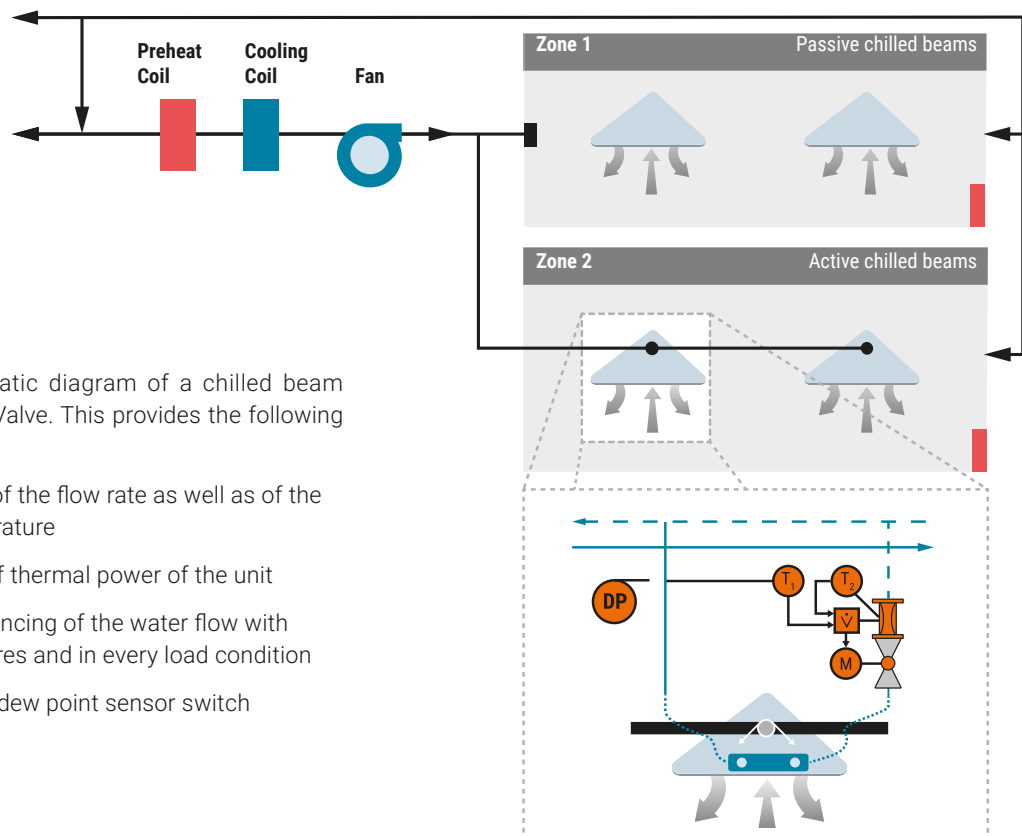 Preheat Coil
Cooling Coil
Fan
Zone 1
Passive chilled beams
Zone 2
Active chilled beams
atic diagram of a chilled beam
Valve. This provides the following
of the flow rate as well as of the
rature
f thermal power of the unit
ncing of the water flow with
res and in every load condition
dew point sensor switch
DP
T1
T2
V̇
M